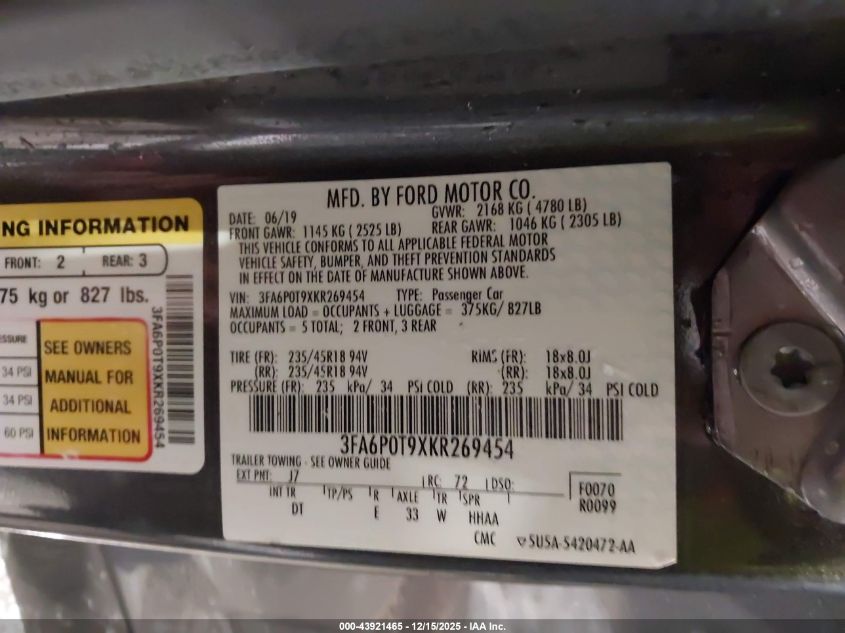 NG INFORMATION
FRONT: 2 REAR: 3
75 kg or 827 lbs.
SSURE SEE OWNERS
34 PSI MANUAL FOR
34 PSI ADDITIONAL
60 PSI INFORMATION
3FA6P0T9XKR269454
MFD. BY FORD MOTOR CO.
DATE: 06/19 GVWR: 2168 KG ( 4780 LB)
FRONT GAWR: 1145 KG ( 2525 LB) REAR GAWR: 1046 KG ( 2305 LB)
THIS VEHICLE CONFORMS TO ALL APPLICABLE FEDERAL MOTOR
VEHICLE SAFETY, BUMPER, AND THEFT PREVENTION STANDARDS
IN EFFECT ON THE DATE OF MANUFACTURE SHOWN ABOVE.
VIN: 3FA6P0T9XKR269454 TYPE: Passenger Car
MAXIMUM LOAD = OCCUPANTS + LUGGAGE = 375KG/ 827LB
OCCUPANTS = 5 TOTAL; 2 FRONT, 3 REAR
TIRE (FR): 235/45R18 94V RIMS (FR): 18x8.0J
(RR): 235/45R18 94V (RR): 18x8.0J
PRESSURE (FR): 235 kPa/ 34 PSI COLD (RR): 235 kPa/ 34 PSI COLD
3FA6P0T9XKR269454
TRAILER TOWING - SEE OWNER GUIDE
EXT PNT: J7 RC: 72 DSO: F0070
INT TR TP/PS R AXLE TR SPR R0099
DT E 33 W HHAA
CMC SU5A-5420472-AA
000-43921465 - 12/15/2025 - IAA Inc.